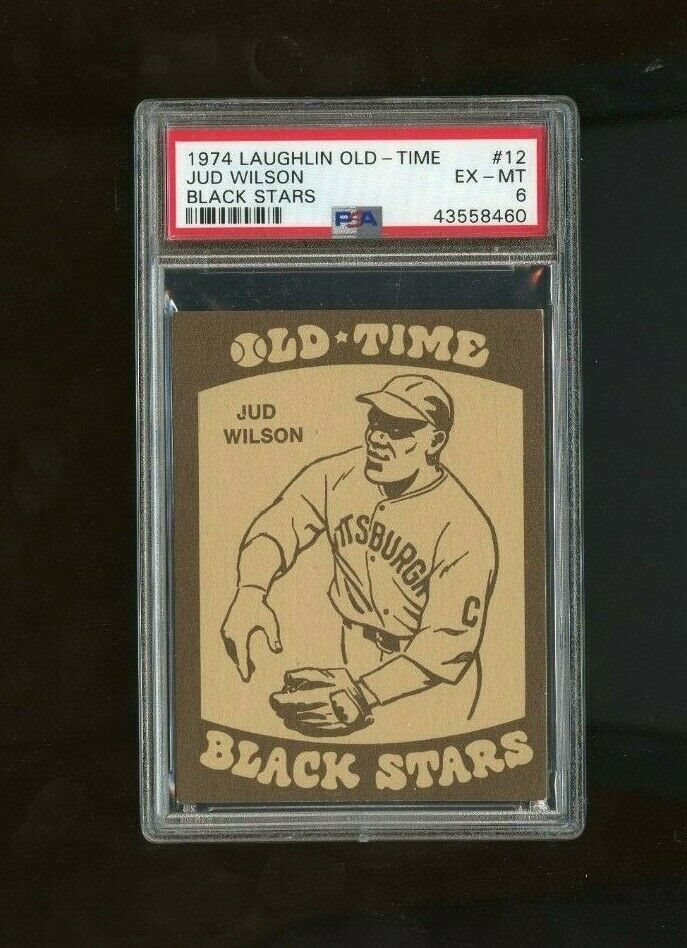 1974 LAUGHLIN OLD-TIME #12
JUD WILSON EX-MT
BLACK STARS 6
PSA 43558460
OLD★TIME
JUD
WILSON
ITTSBURGH
C
BLACK STARS